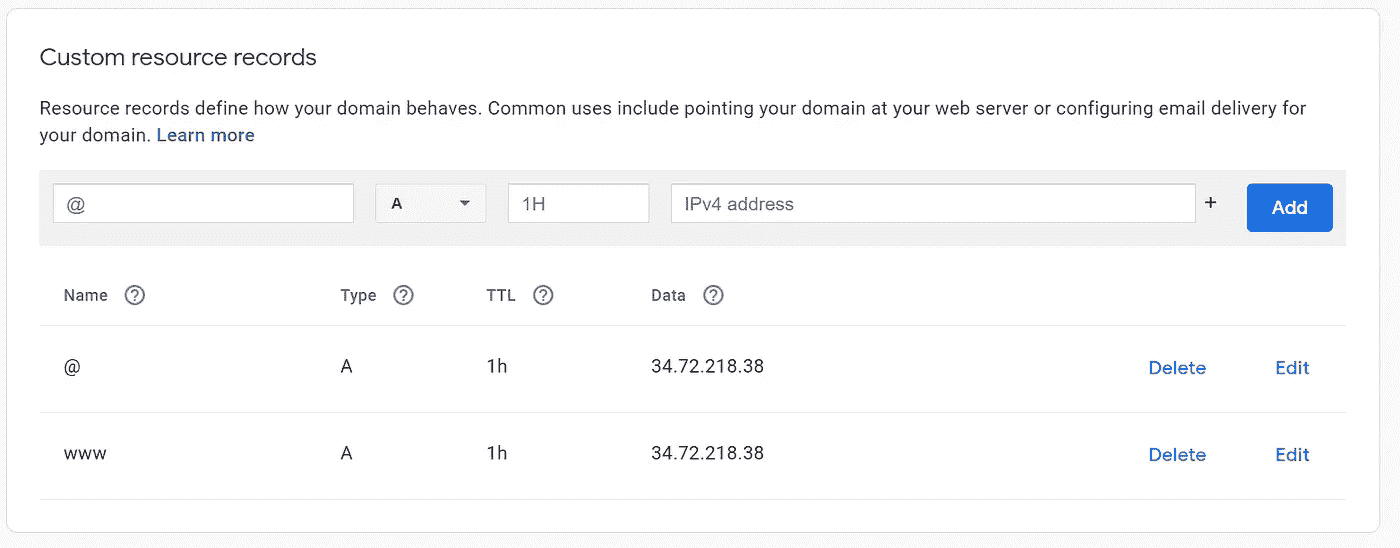 Custom resource records
Resource records define how your domain behaves. Common uses include pointing your domain at your web server or configuring email delivery for
your domain. Learn more
@ A 1H IPv4 address + Add
Name ? Type ? TTL ? Data ?
@ A 1h 34.72.218.38 Delete Edit
www A 1h 34.72.218.38 Delete Edit